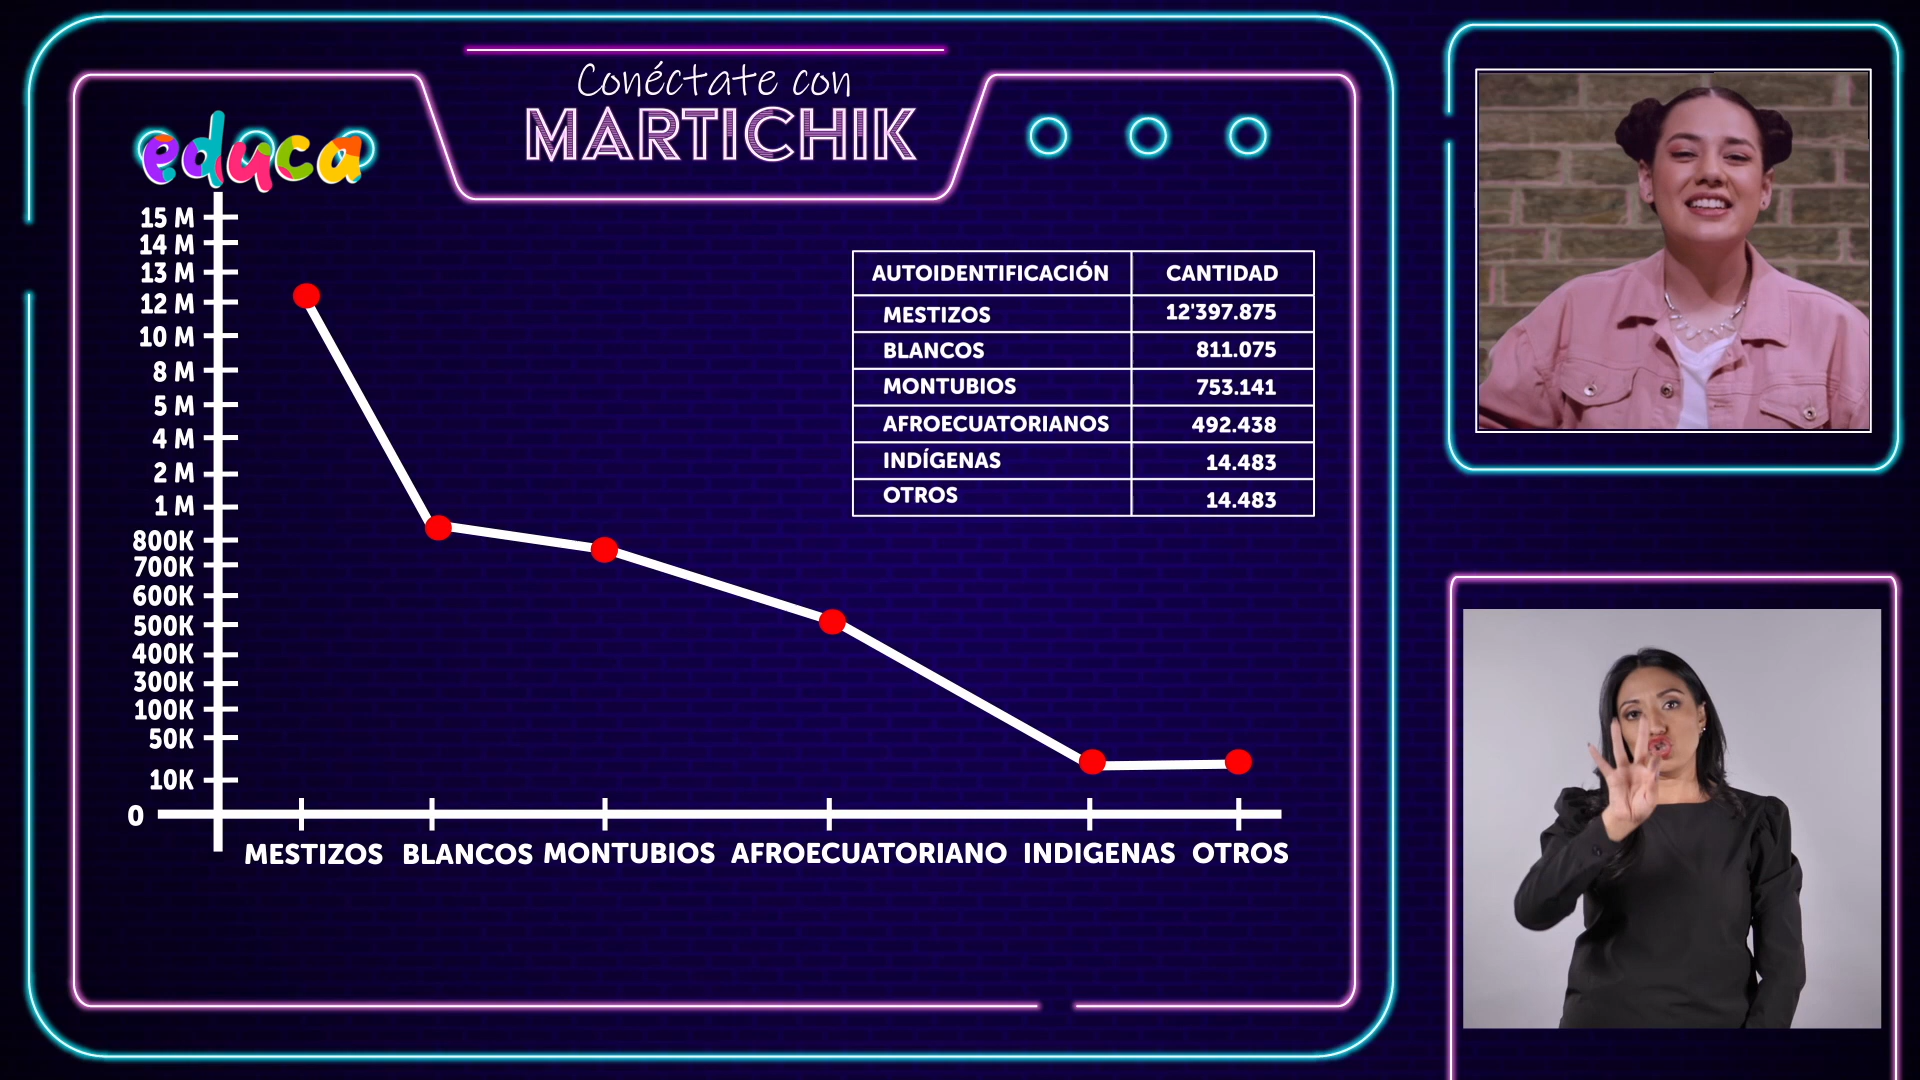 Conéctate con
MARTICHIK
educa
15 M
14 M
13 M
12 M
10 M
8 M
5 M
4 M
2 M
1 M
800K
700K
600K
500K
400K
300K
100K
50K
10K
0
AUTOIDENTIFICACIÓN CANTIDAD
MESTIZOS 12'397.875
BLANCOS 811.075
MONTUBIOS 753.141
AFROECUATORIANOS 492.438
INDÍGENAS 14.483
OTROS 14.483
MESTIZOS BLANCOS MONTUBIOS AFROECUATORIANO INDIGENAS OTROS